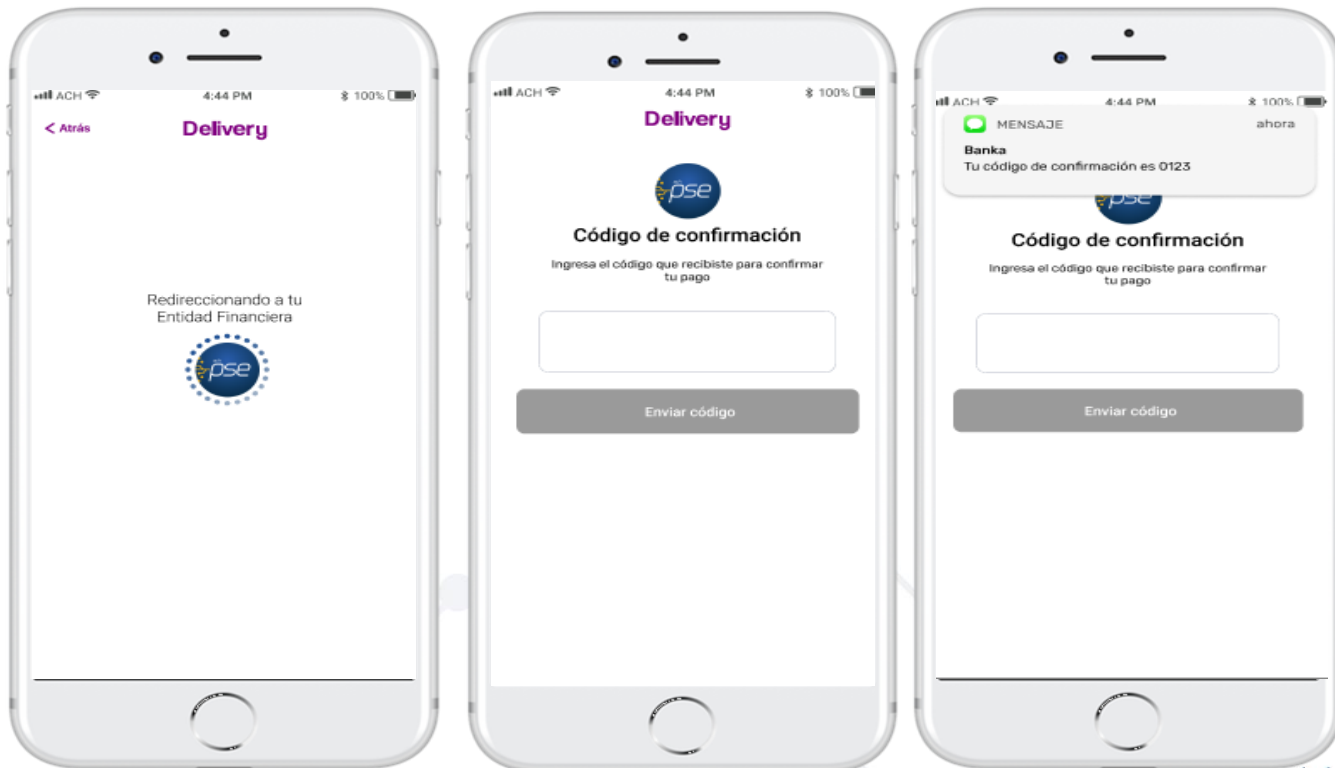 ACH 4:44 PM 100%
< Atrás Delivery
Redireccionando a tu
Entidad Financiera
pse
ACH 4:44 PM 100%
Delivery
pse
Código de confirmación
Ingresa el código que recibiste para confirmar
tu pago
Enviar código
ACH 4:44 PM 100%
MENSAJE ahora
Banka
Tu código de confirmación es 0123
pse
Código de confirmación
Ingresa el código que recibiste para confirmar
tu pago
Enviar código